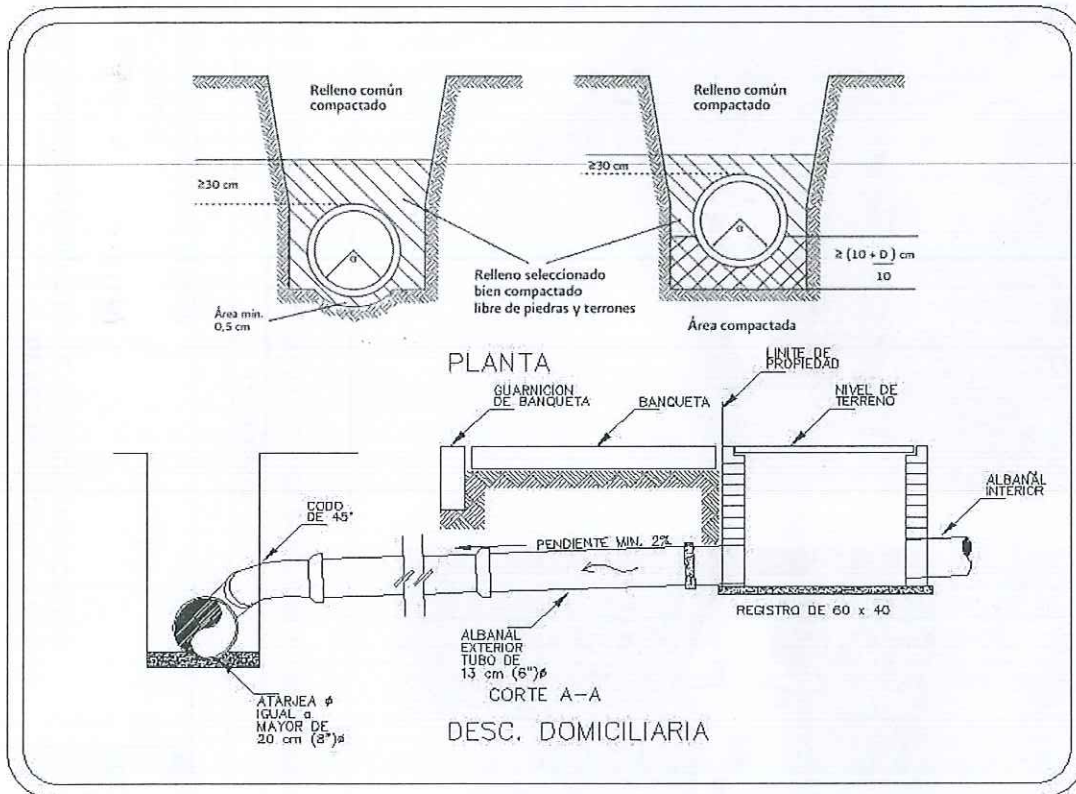 Relleno común
compactado
≥30 cm
Área min.
0,5 cm
Relleno seleccionado
bien compactado
libre de piedras y terrones
α
Relleno común
compactado
≥30 cm
α
≥ (10 + D) cm
10
Área compactada
PLANTA
GUARNICION
DE BANQUETA
BANQUETA
LINITE DE
PROPIEDAD
NIVEL DE
TERRENO
ALBAÑAL
INTERIOR
CODO
DE 45°
PENDIENTE MIN. 2%
REGISTRO DE 60 x 40
ALBANAL
EXTERIOR
TUBO DE
13 cm (6")ø
ATARJEA ø
IGUAL a
MAYOR DE
20 cm (8")ø
CORTE A-A
DESC. DOMICILIARIA